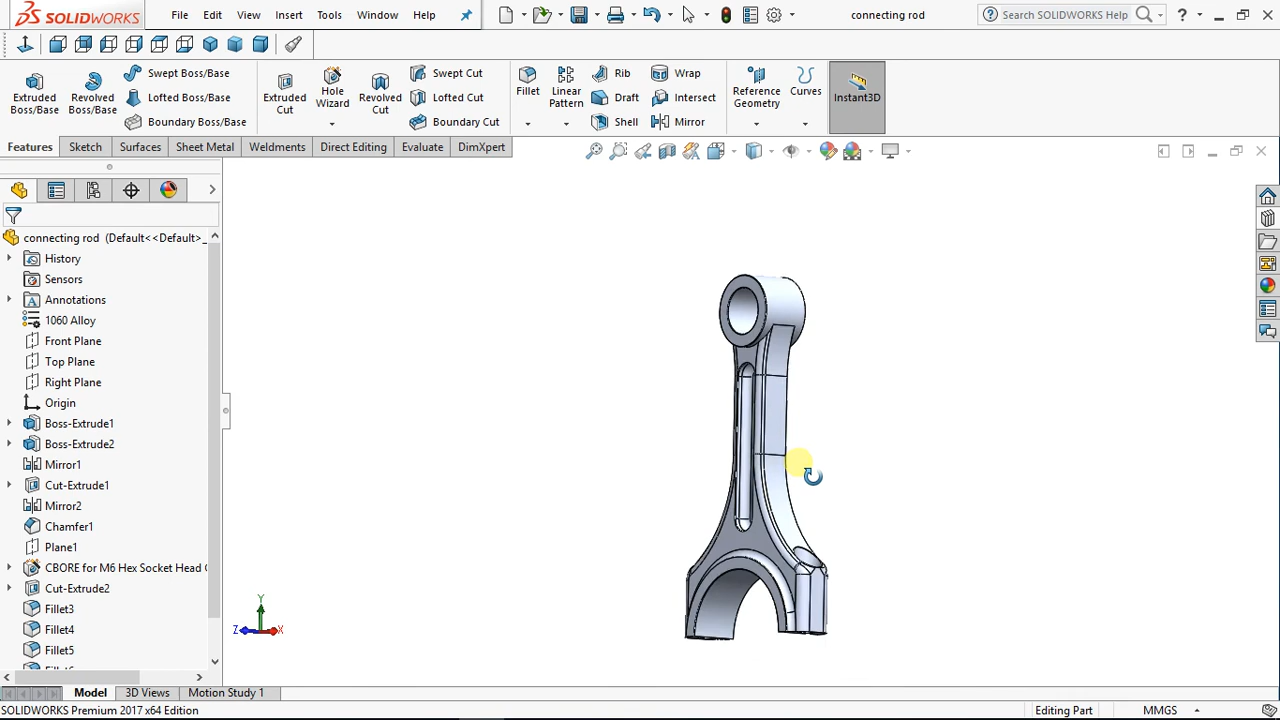 SOLIDWORKS File Edit View Insert Tools Window Help connecting rod Search SOLIDWORKS Help ?
Extruded Boss/Base
Revolved Boss/Base
Swept Boss/Base
Lofted Boss/Base
Boundary Boss/Base
Extruded Cut
Hole Wizard
Revolved Cut
Swept Cut
Lofted Cut
Boundary Cut
Fillet
Linear Pattern
Rib
Draft
Shell
Wrap
Intersect
Mirror
Reference Geometry
Curves
Instant3D
Features Sketch Surfaces Sheet Metal Weldments Direct Editing Evaluate DimXpert
connecting rod (Default<<Default>_
History
Sensors
Annotations
1060 Alloy
Front Plane
Top Plane
Right Plane
Origin
Boss-Extrude1
Boss-Extrude2
Mirror1
Cut-Extrude1
Mirror2
Chamfer1
Plane1
CBORE for M6 Hex Socket Head
Cut-Extrude2
Fillet3
Fillet4
Fillet5
Y
Z X
Model 3D Views Motion Study 1
SOLIDWORKS Premium 2017 x64 Edition Editing Part MMGS